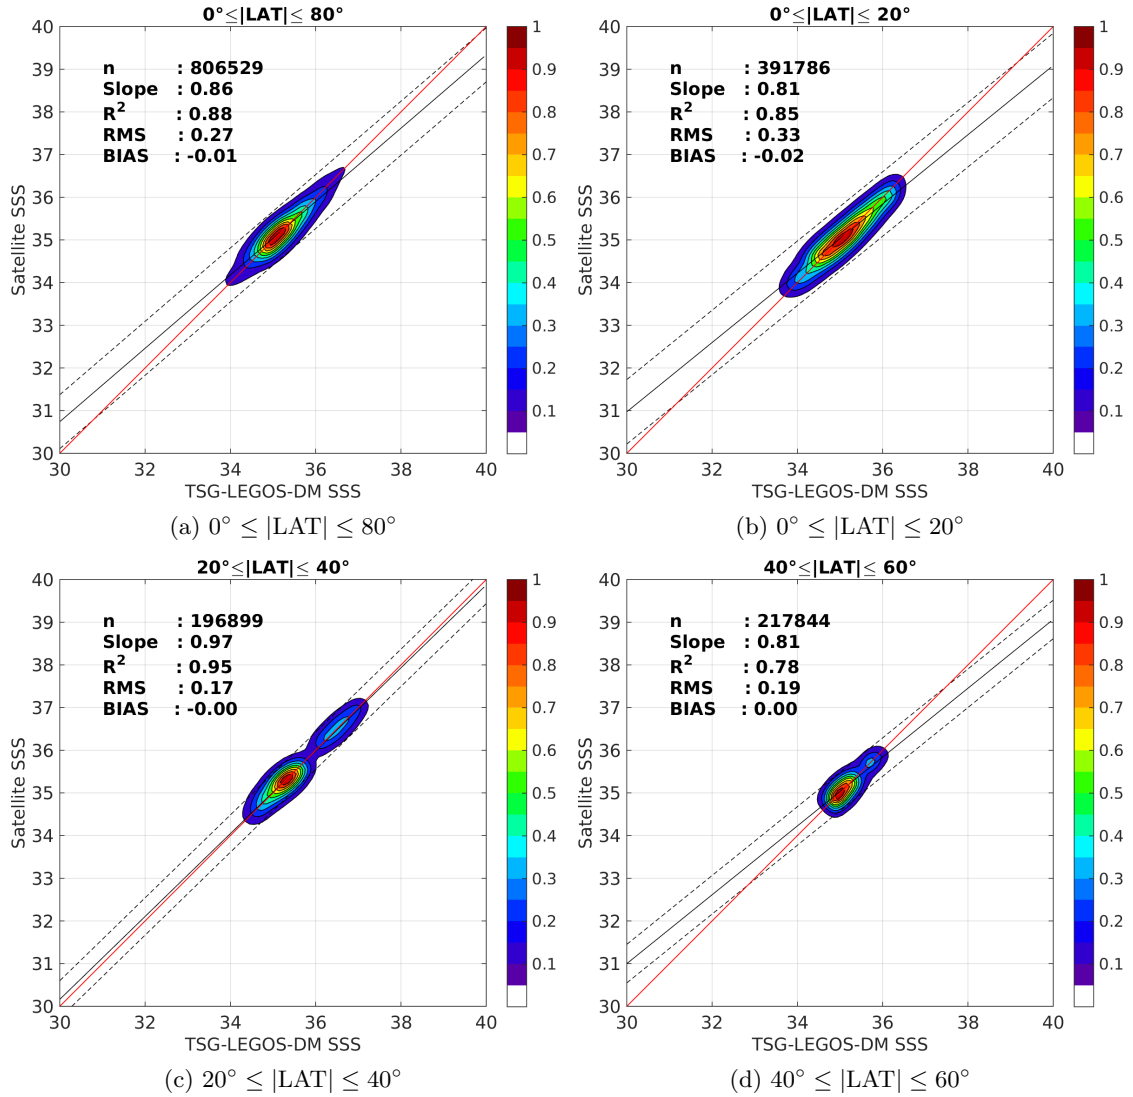 0°≤|LAT|≤ 80°
n : 806529
Slope : 0.86
R² : 0.88
RMS : 0.27
BIAS : -0.01
Satellite SSS
40
39
38
37
36
35
34
33
32
31
30
30 32 34 36 38 40
TSG-LEGOS-DM SSS
1
0.9
0.8
0.7
0.6
0.5
0.4
0.3
0.2
0.1
(a) 0° ≤ |LAT| ≤ 80°
0°≤|LAT|≤ 20°
n : 391786
Slope : 0.81
R² : 0.85
RMS : 0.33
BIAS : -0.02
Satellite SSS
40
39
38
37
36
35
34
33
32
31
30
30 32 34 36 38 40
TSG-LEGOS-DM SSS
1
0.9
0.8
0.7
0.6
0.5
0.4
0.3
0.2
0.1
(b) 0° ≤ |LAT| ≤ 20°
20°≤|LAT|≤ 40°
n : 196899
Slope : 0.97
R² : 0.95
RMS : 0.17
BIAS : -0.00
Satellite SSS
40
39
38
37
36
35
34
33
32
31
30
30 32 34 36 38 40
TSG-LEGOS-DM SSS
1
0.9
0.8
0.7
0.6
0.5
0.4
0.3
0.2
0.1
(c) 20° ≤ |LAT| ≤ 40°
40°≤|LAT|≤ 60°
n : 217844
Slope : 0.81
R² : 0.78
RMS : 0.19
BIAS : 0.00
Satellite SSS
40
39
38
37
36
35
34
33
32
31
30
30 32 34 36 38 40
TSG-LEGOS-DM SSS
1
0.9
0.8
0.7
0.6
0.5
0.4
0.3
0.2
0.1
(d) 40° ≤ |LAT| ≤ 60°